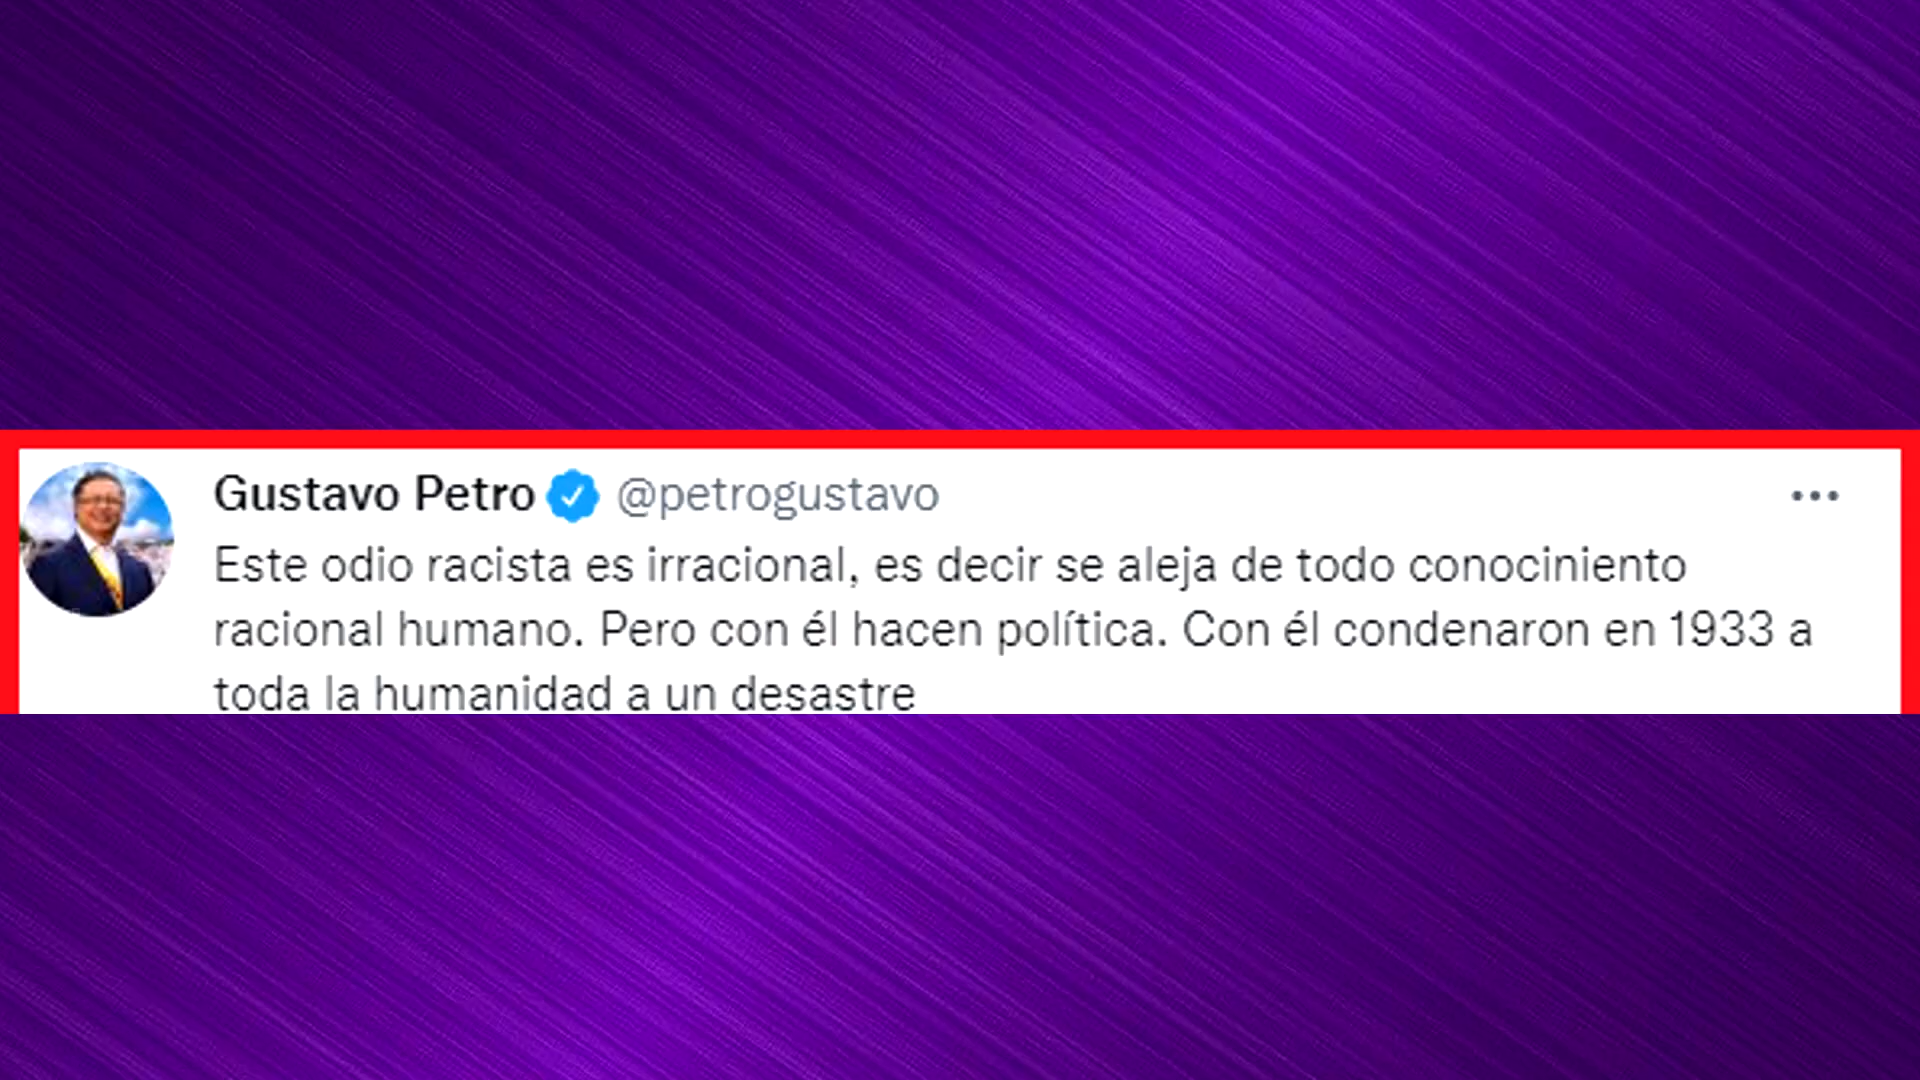 Gustavo Petro @petrogustavo
Este odio racista es irracional, es decir se aleja de todo conociniento
racional humano. Pero con él hacen política. Con él condenaron en 1933 a
toda la humanidad a un desastre